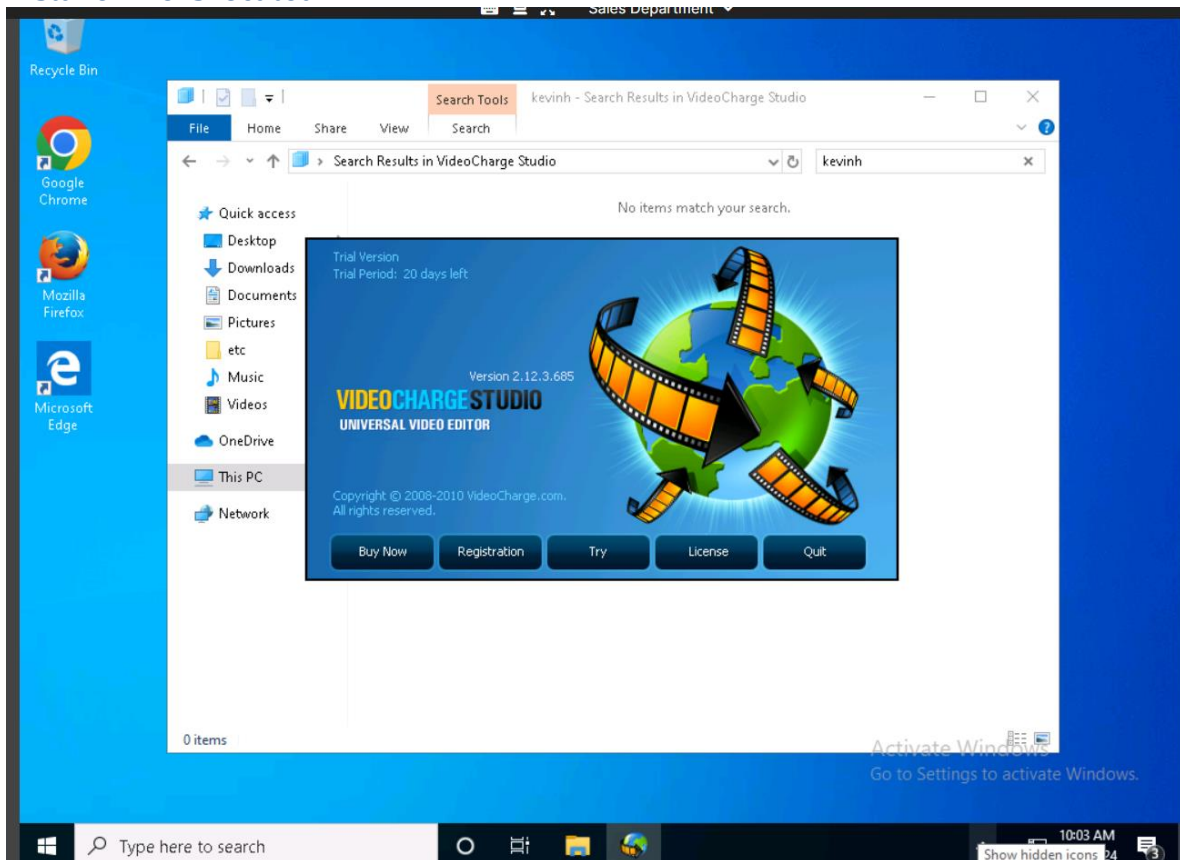 Sales Department
Recycle Bin
Search Tools
kevinh - Search Results in VideoCharge Studio
File
Home
Share
View
Search
Search Results in VideoCharge Studio
kevinh
Google
Chrome
No items match your search.
Quick access
Desktop
Downloads
Documents
Pictures
etc
Music
Videos
OneDrive
This PC
Network
Mozilla
Firefox
Microsoft
Edge
Trial Version
Trial Period: 20 days left
Version 2.12.3.685
VIDEOCHARGE STUDIO
UNIVERSAL VIDEO EDITOR
Copyright © 2008-2010 VideoCharge.com.
All rights reserved.
Buy Now
Registration
Try
License
Quit
0 items
Activate Windows
Go to Settings to activate Windows.
Type here to search
10:03 AM
Show hidden icons
24
3